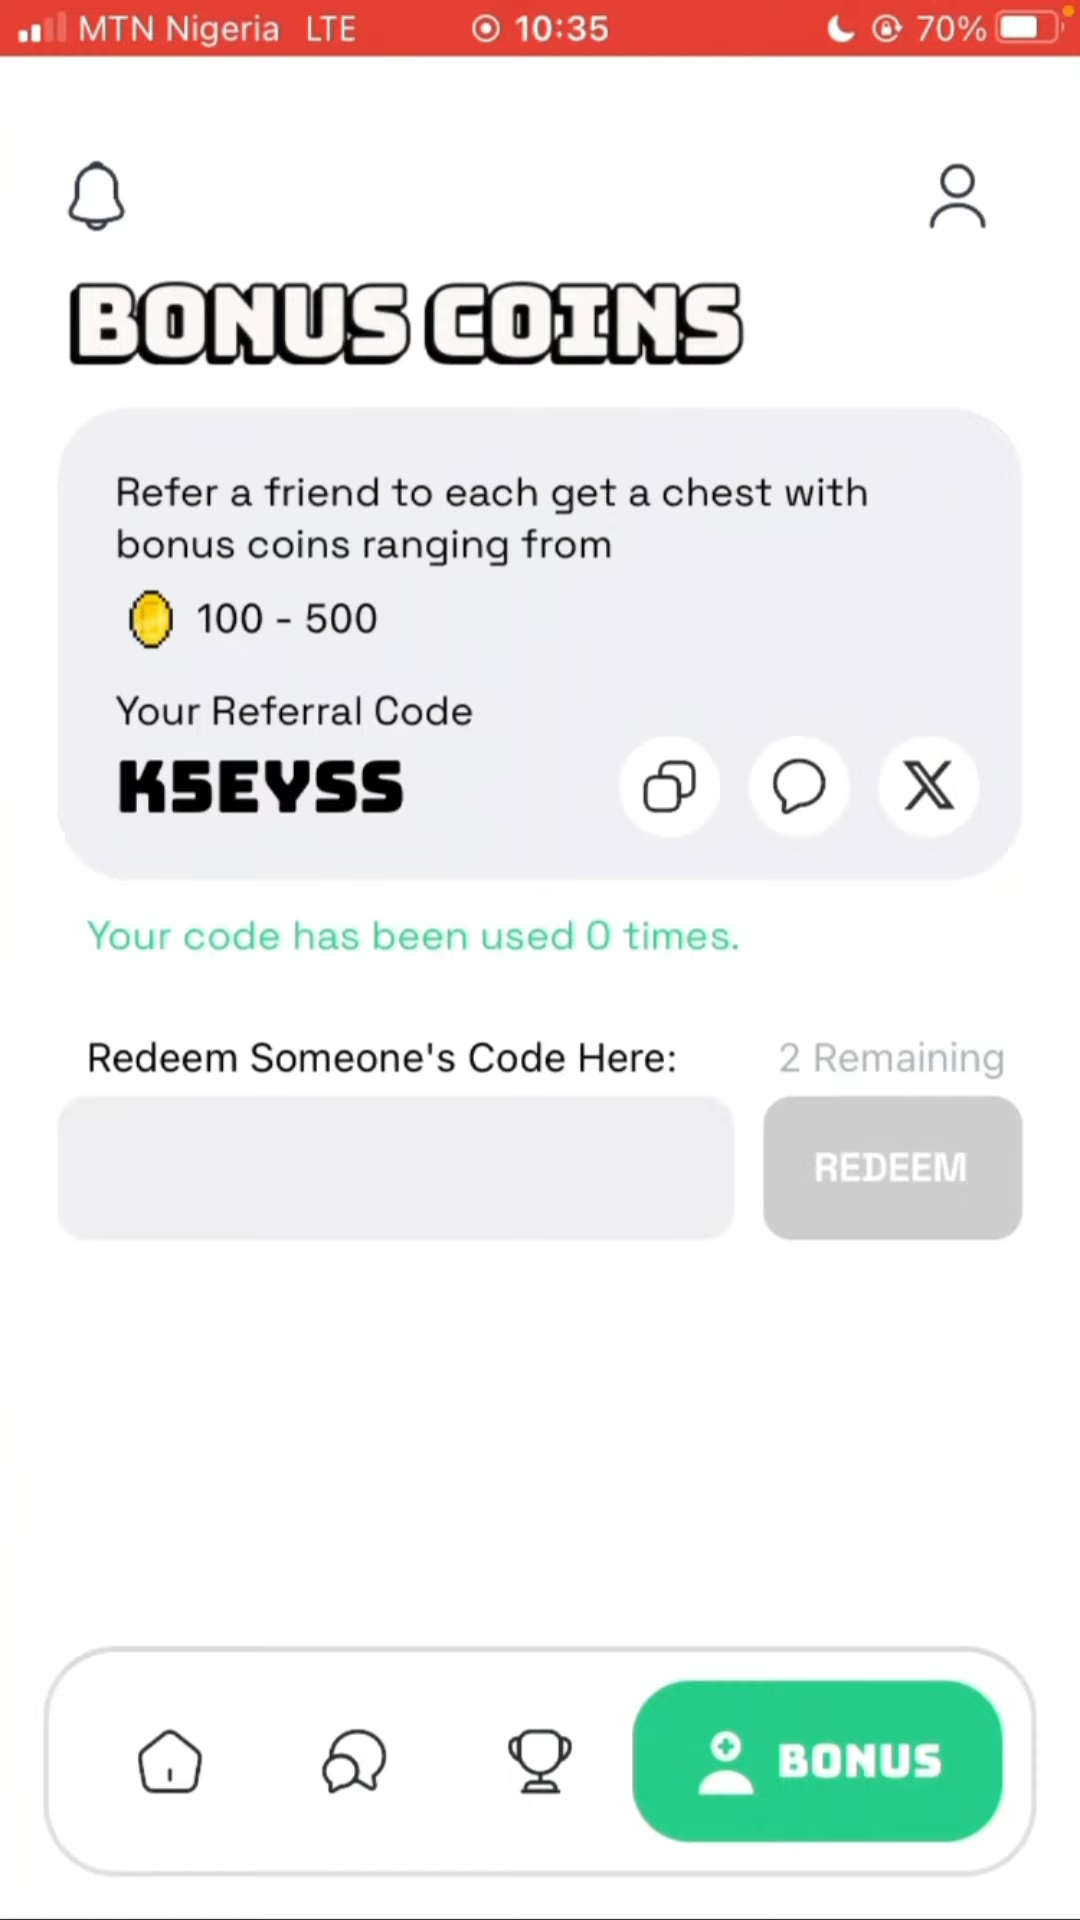 MTN Nigeria LTE 10:35 70%
BONUS COINS
Refer a friend to each get a chest with
bonus coins ranging from
100 - 500
Your Referral Code
K5EYSS
Your code has been used 0 times.
Redeem Someone's Code Here: 2 Remaining
REDEEM
BONUS